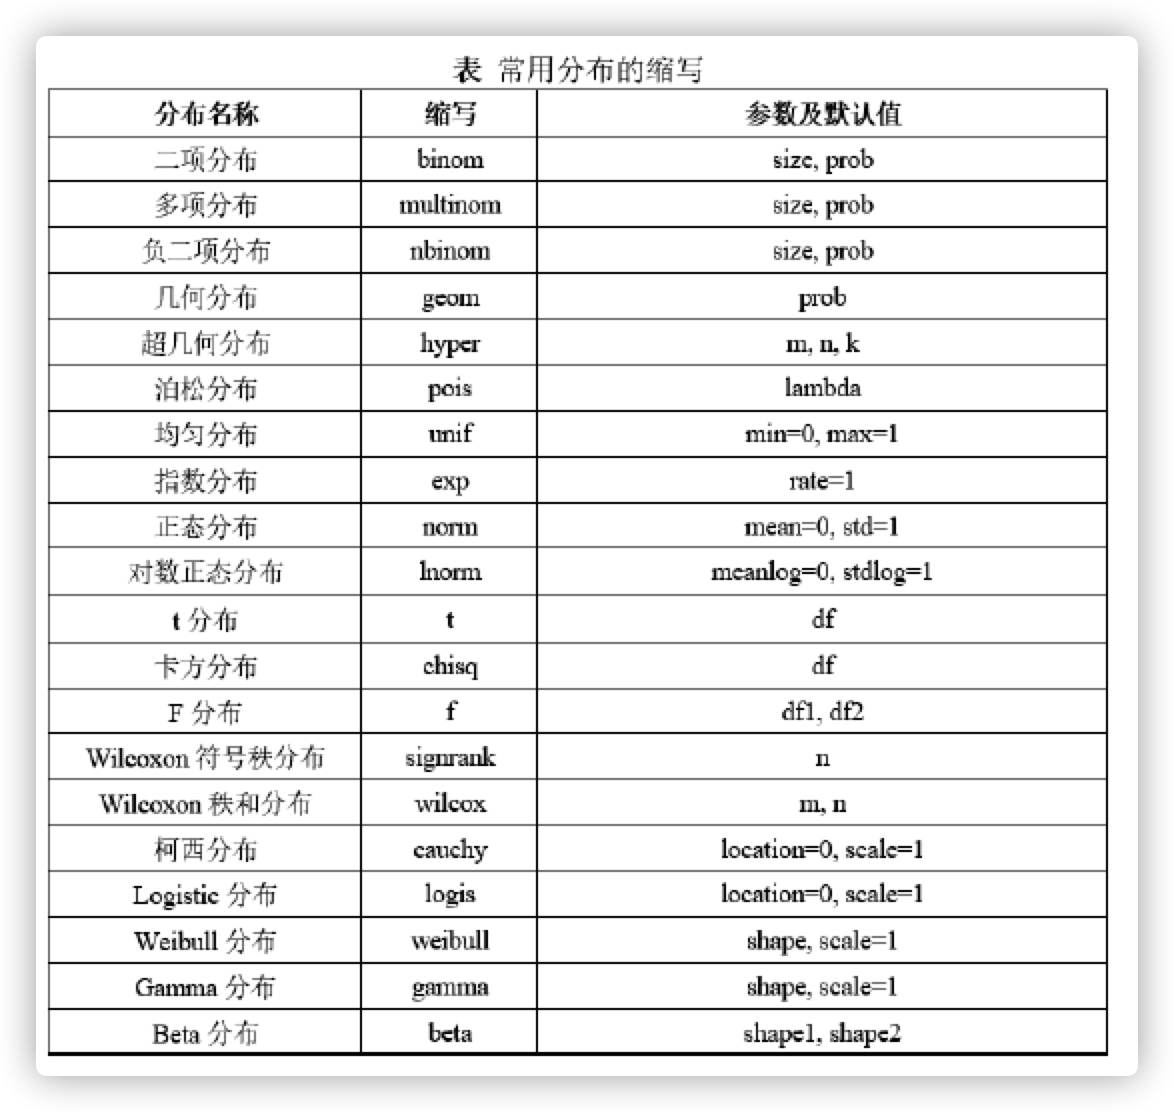 表 常用分布的缩写
分布名称 缩写 参数及默认值
二项分布 binom size, prob
多项分布 multinom size, prob
负二项分布 nbinom size, prob
几何分布 geom prob
超几何分布 hyper m, n, k
泊松分布 pois lambda
均匀分布 unif min=0, max=1
指数分布 exp rate=1
正态分布 norm mean=0, std=1
对数正态分布 lnorm meanlog=0, stdlog=1
t 分布 t df
卡方分布 chisq df
F 分布 f df1, df2
Wilcoxon 符号秩分布 signrank n
Wilcoxon 秩和分布 wilcox m, n
柯西分布 cauchy location=0, scale=1
Logistic 分布 logis location=0, scale=1
Weibull 分布 weibull shape, scale=1
Gamma 分布 gamma shape, scale=1
Beta 分布 beta shape1, shape2